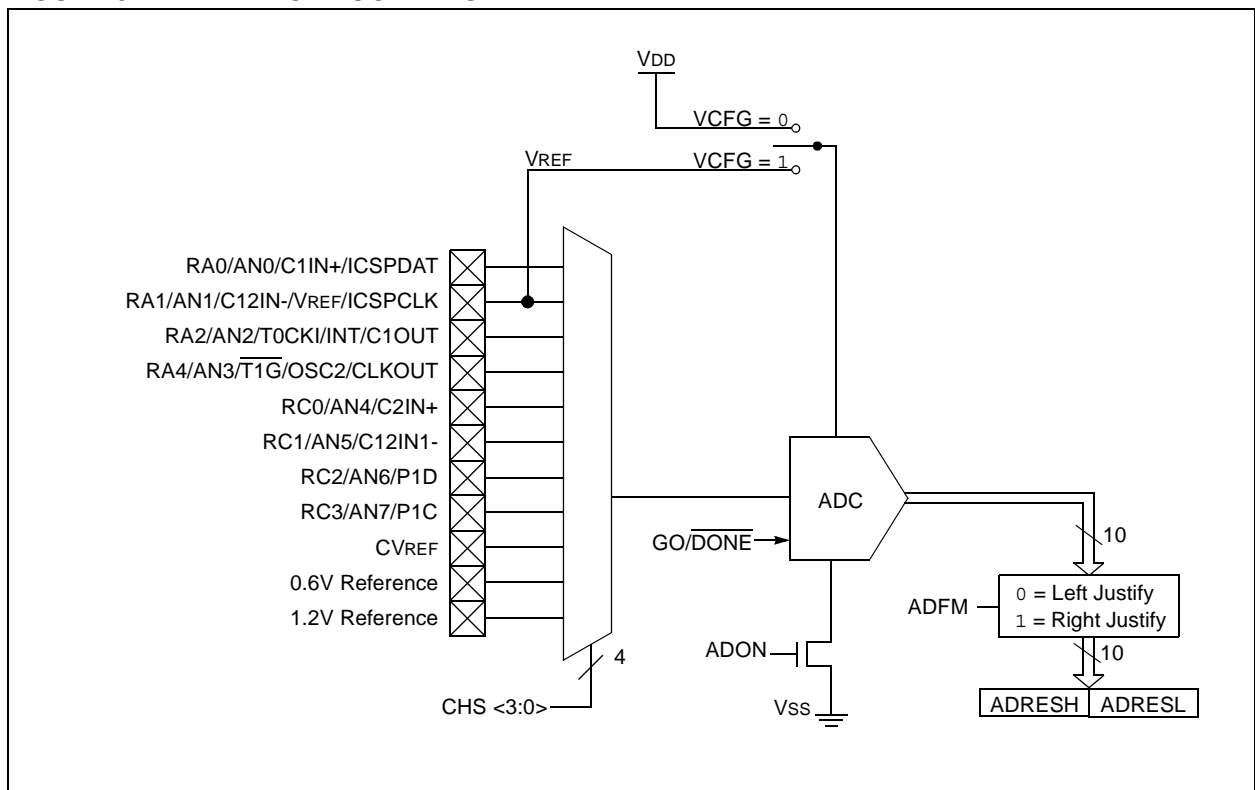 VDD
VCFG = 0
VREF
VCFG = 1
RA0/AN0/C1IN+/ICSPDAT
RA1/AN1/C12IN-/VREF/ICSPCLK
RA2/AN2/T0CKI/INT/C1OUT
RA4/AN3/T1G/OSC2/CLKOUT
RC0/AN4/C2IN+
RC1/AN5/C12IN1-
RC2/AN6/P1D
RC3/AN7/P1C
CVREF
0.6V Reference
1.2V Reference
4
CHS <3:0>
ADC
GO/DONE
ADON
VSS
10
ADFM
0 = Left Justify
1 = Right Justify
10
ADRESH ADRESL